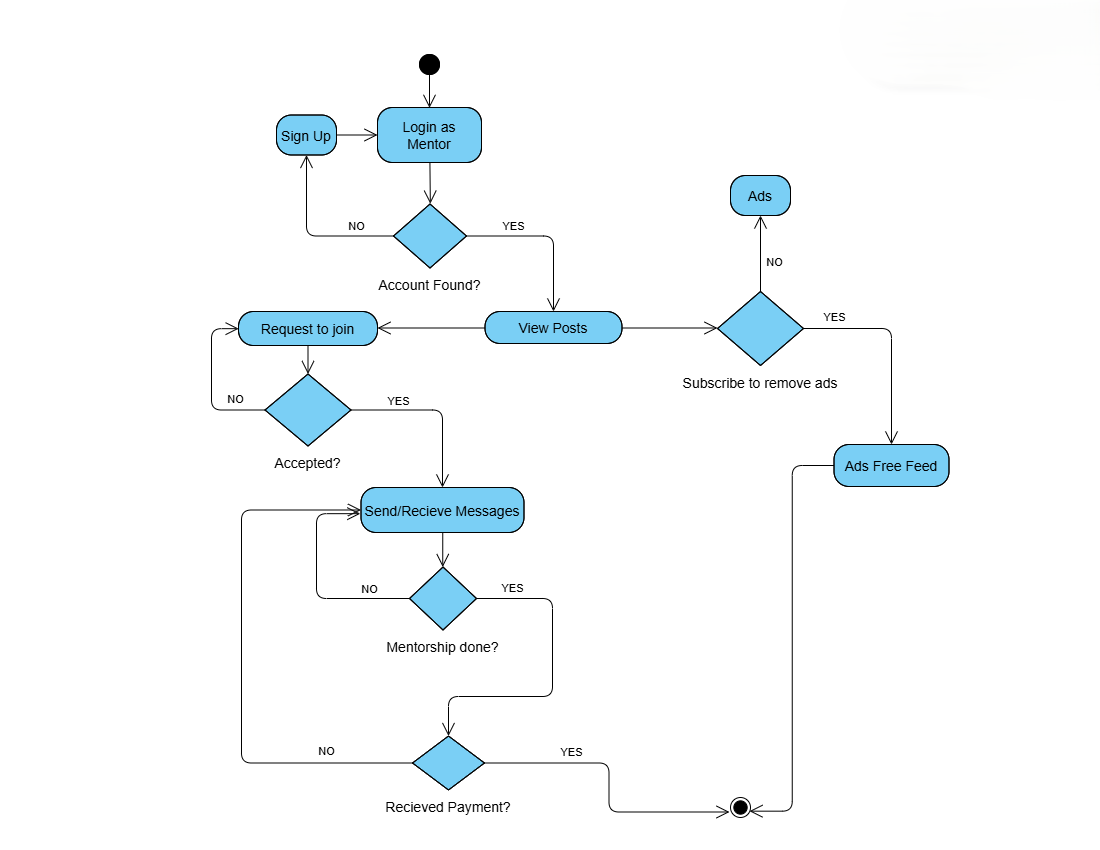 Login as
Mentor
Sign Up
Ads
NO
YES
NO
Account Found?
Request to join
View Posts
YES
Subscribe to remove ads
NO
YES
Accepted?
Ads Free Feed
Send/Recieve Messages
NO
YES
Mentorship done?
NO
YES
Recieved Payment?